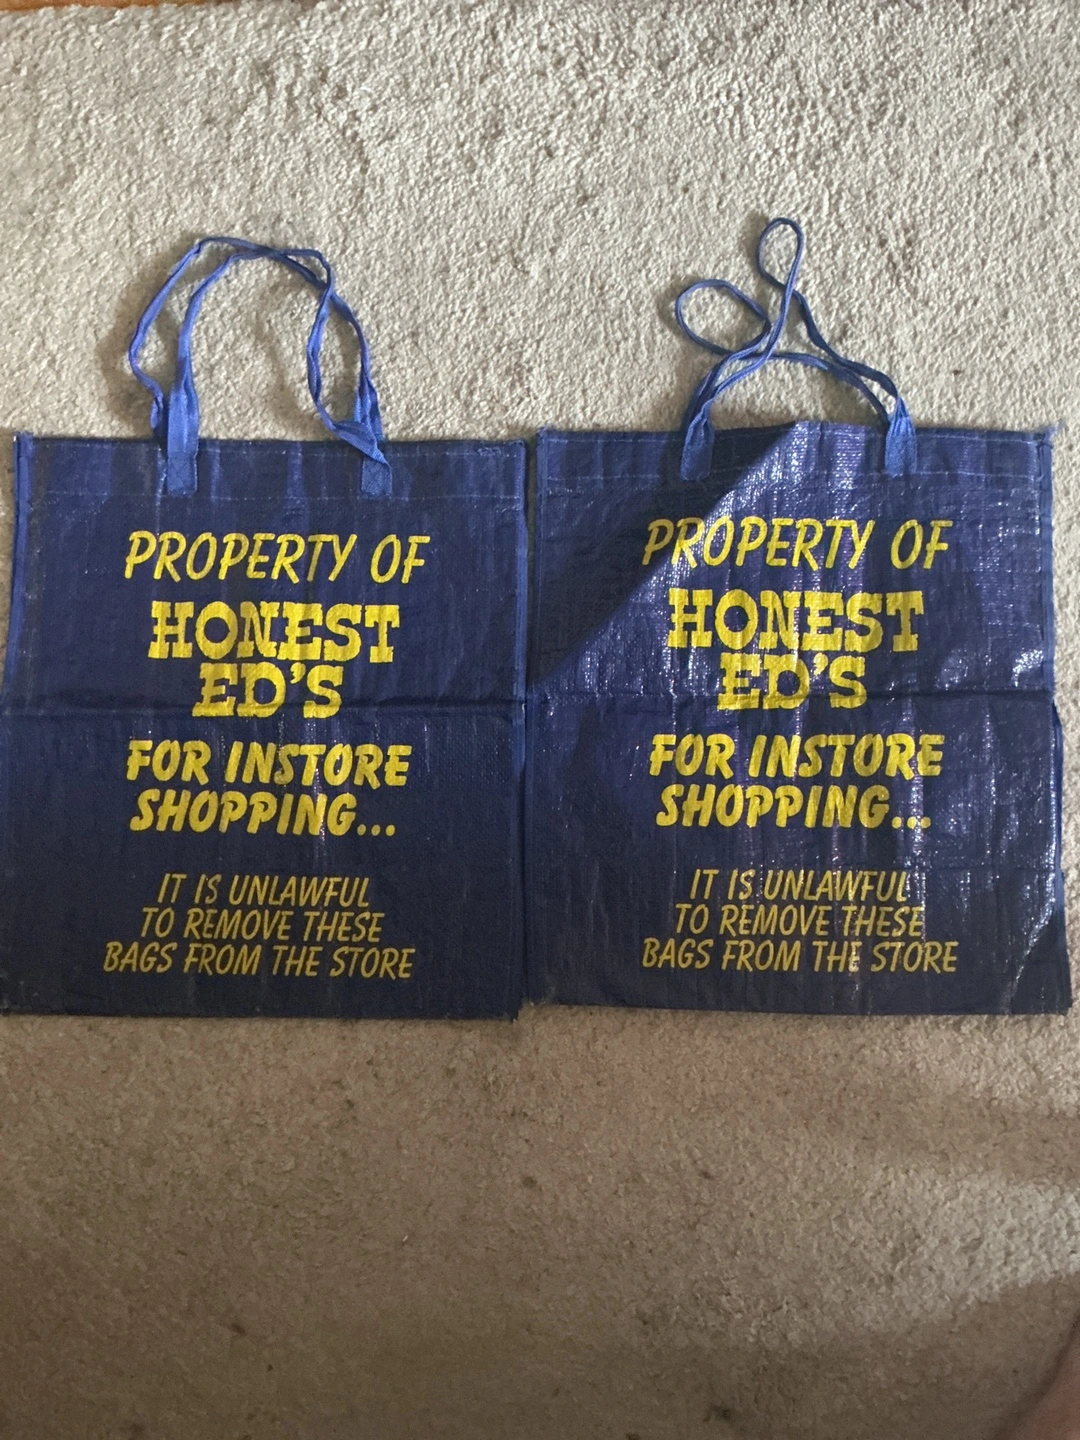 PROPERTY OF
HONEST
ED'S
FOR INSTORE
SHOPPING...
IT IS UNLAWFUL
TO REMOVE THESE
BAGS FROM THE STORE
PROPERTY OF
HONEST
ED'S
FOR INSTORE
SHOPPING...
IT IS UNLAWFUL
TO REMOVE THESE
BAGS FROM THE STORE